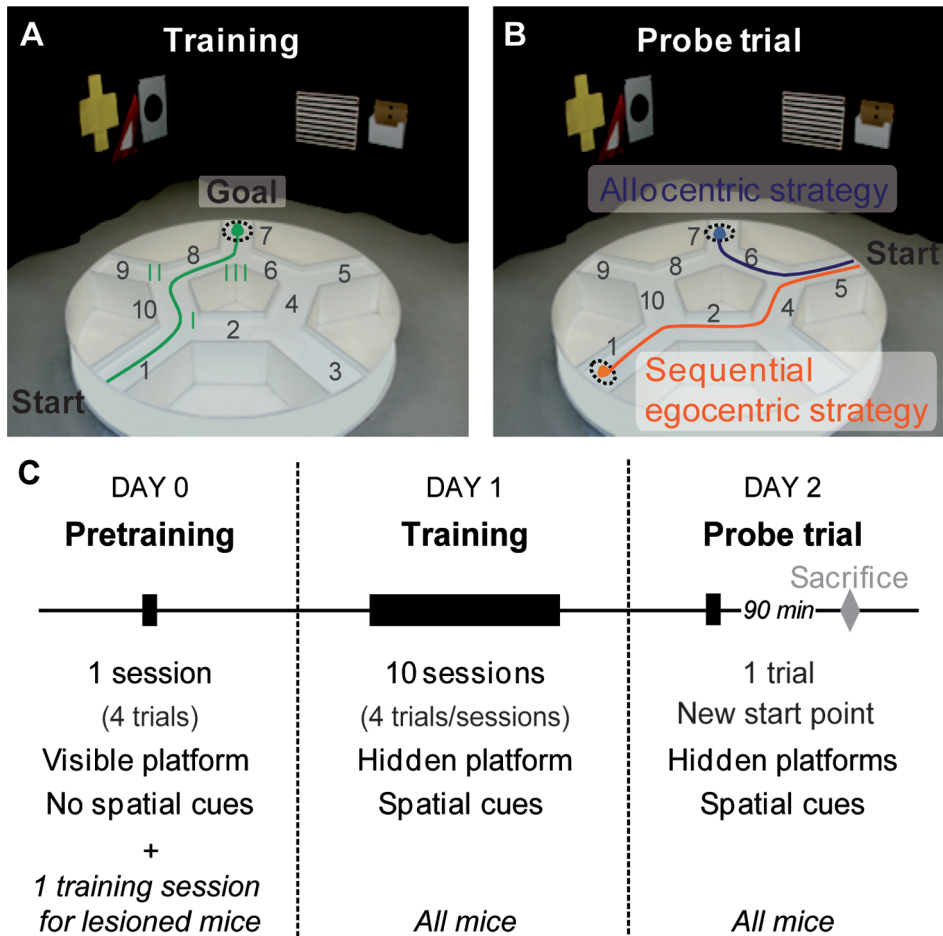 A
Training
Goal
7
8
9
II
III
6
5
10
4
I
2
1
3
Start
B
Probe trial
Allocentric strategy
7
6
Start
9
8
5
10
4
2
1
Sequential
egocentric strategy
C
DAY 0
Pretraining
1 session
(4 trials)
Visible platform
No spatial cues
+
1 training session
for lesioned mice
DAY 1
Training
10 sessions
(4 trials/sessions)
Hidden platform
Spatial cues
All mice
DAY 2
Probe trial
Sacrifice
90 min
1 trial
New start point
Hidden platforms
Spatial cues
All mice